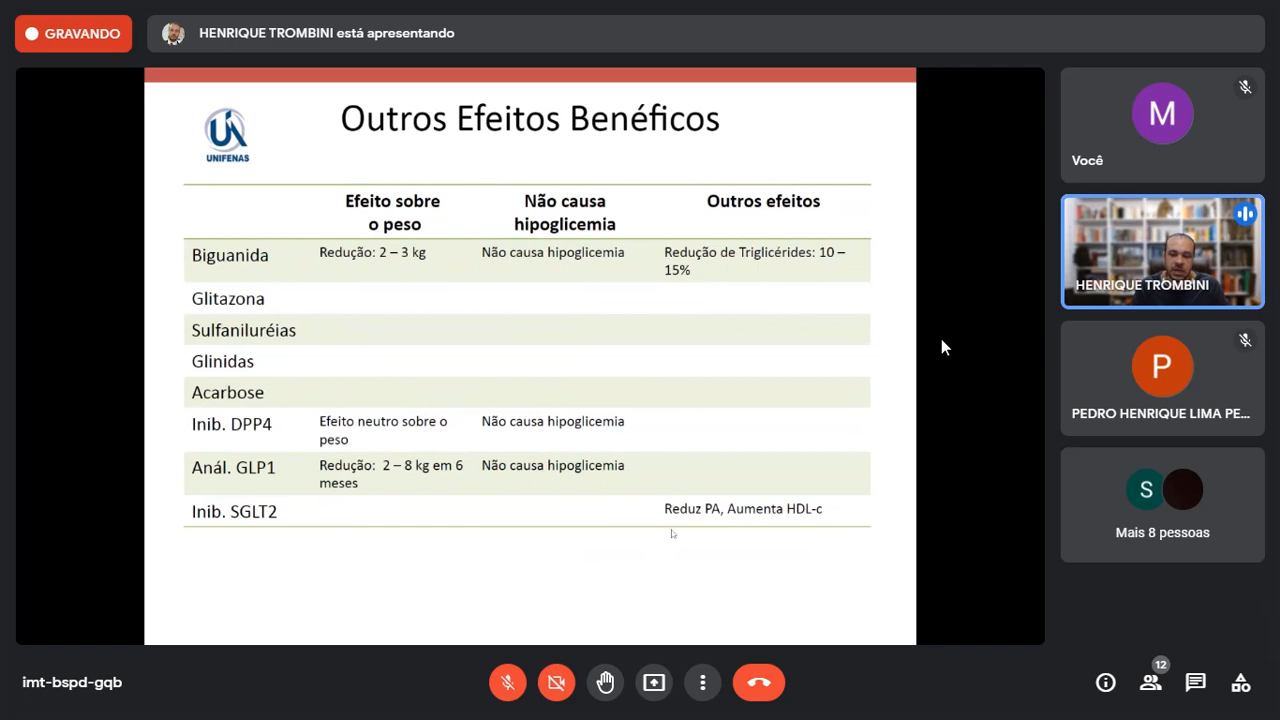 GRAVANDO
HENRIQUE TROMBINI está apresentando
UNIFENAS
Outros Efeitos Benéficos
Efeito sobre o peso
Não causa hipoglicemia
Outros efeitos
Biguanida
Redução: 2 – 3 kg
Não causa hipoglicemia
Redução de Triglicérides: 10 –
15%
Glitazona
Sulfaniluréias
Glinidas
Acarbose
Inib. DPP4
Efeito neutro sobre o
peso
Não causa hipoglicemia
Anál. GLP1
Redução: 2 – 8 kg em 6
meses
Não causa hipoglicemia
Inib. SGLT2
Reduz PA, Aumenta HDL-c
M
Você
HENRIQUE TROMBINI
P
PEDRO HENRIQUE LIMA PE...
S
Mais 8 pessoas
imt-bspd-gqb
12